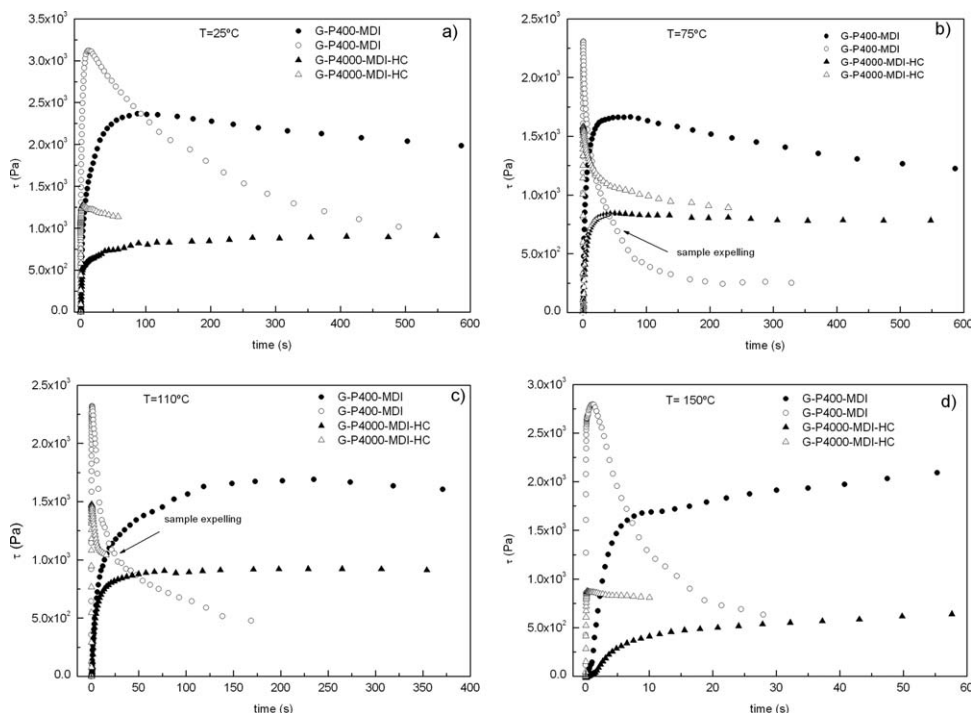 T=25ºC
a)
G-P400-MDI
G-P400-MDI
G-P4000-MDI-HC
G-P4000-MDI-HC
3.5x10³
3.0x10³
2.5x10³
2.0x10³
1.5x10³
1.0x10³
5.0x10²
0.0
τ (Pa)
0 100 200 300 400 500 600
time (s)
T=75ºC
b)
G-P400-MDI
G-P400-MDI
G-P4000-MDI-HC
G-P4000-MDI-HC
2.5x10³
2.0x10³
1.5x10³
1.0x10³
5.0x10²
0.0
τ (Pa)
sample expelling
0 100 200 300 400 500 600
time (s)
T=110ºC
c)
G-P400-MDI
G-P400-MDI
G-P4000-MDI-HC
G-P4000-MDI-HC
2.5x10³
2.0x10³
1.5x10³
1.0x10³
5.0x10²
0.0
τ (Pa)
sample expelling
0 50 100 150 200 250 300 350 400
time (s)
T= 150ºC
d)
G-P400-MDI
G-P400-MDI
G-P4000-MDI-HC
G-P4000-MDI-HC
3.0x10³
2.5x10³
2.0x10³
1.5x10³
1.0x10³
5.0x10²
0.0
τ (Pa)
0 10 20 30 40 50 60
time (s)